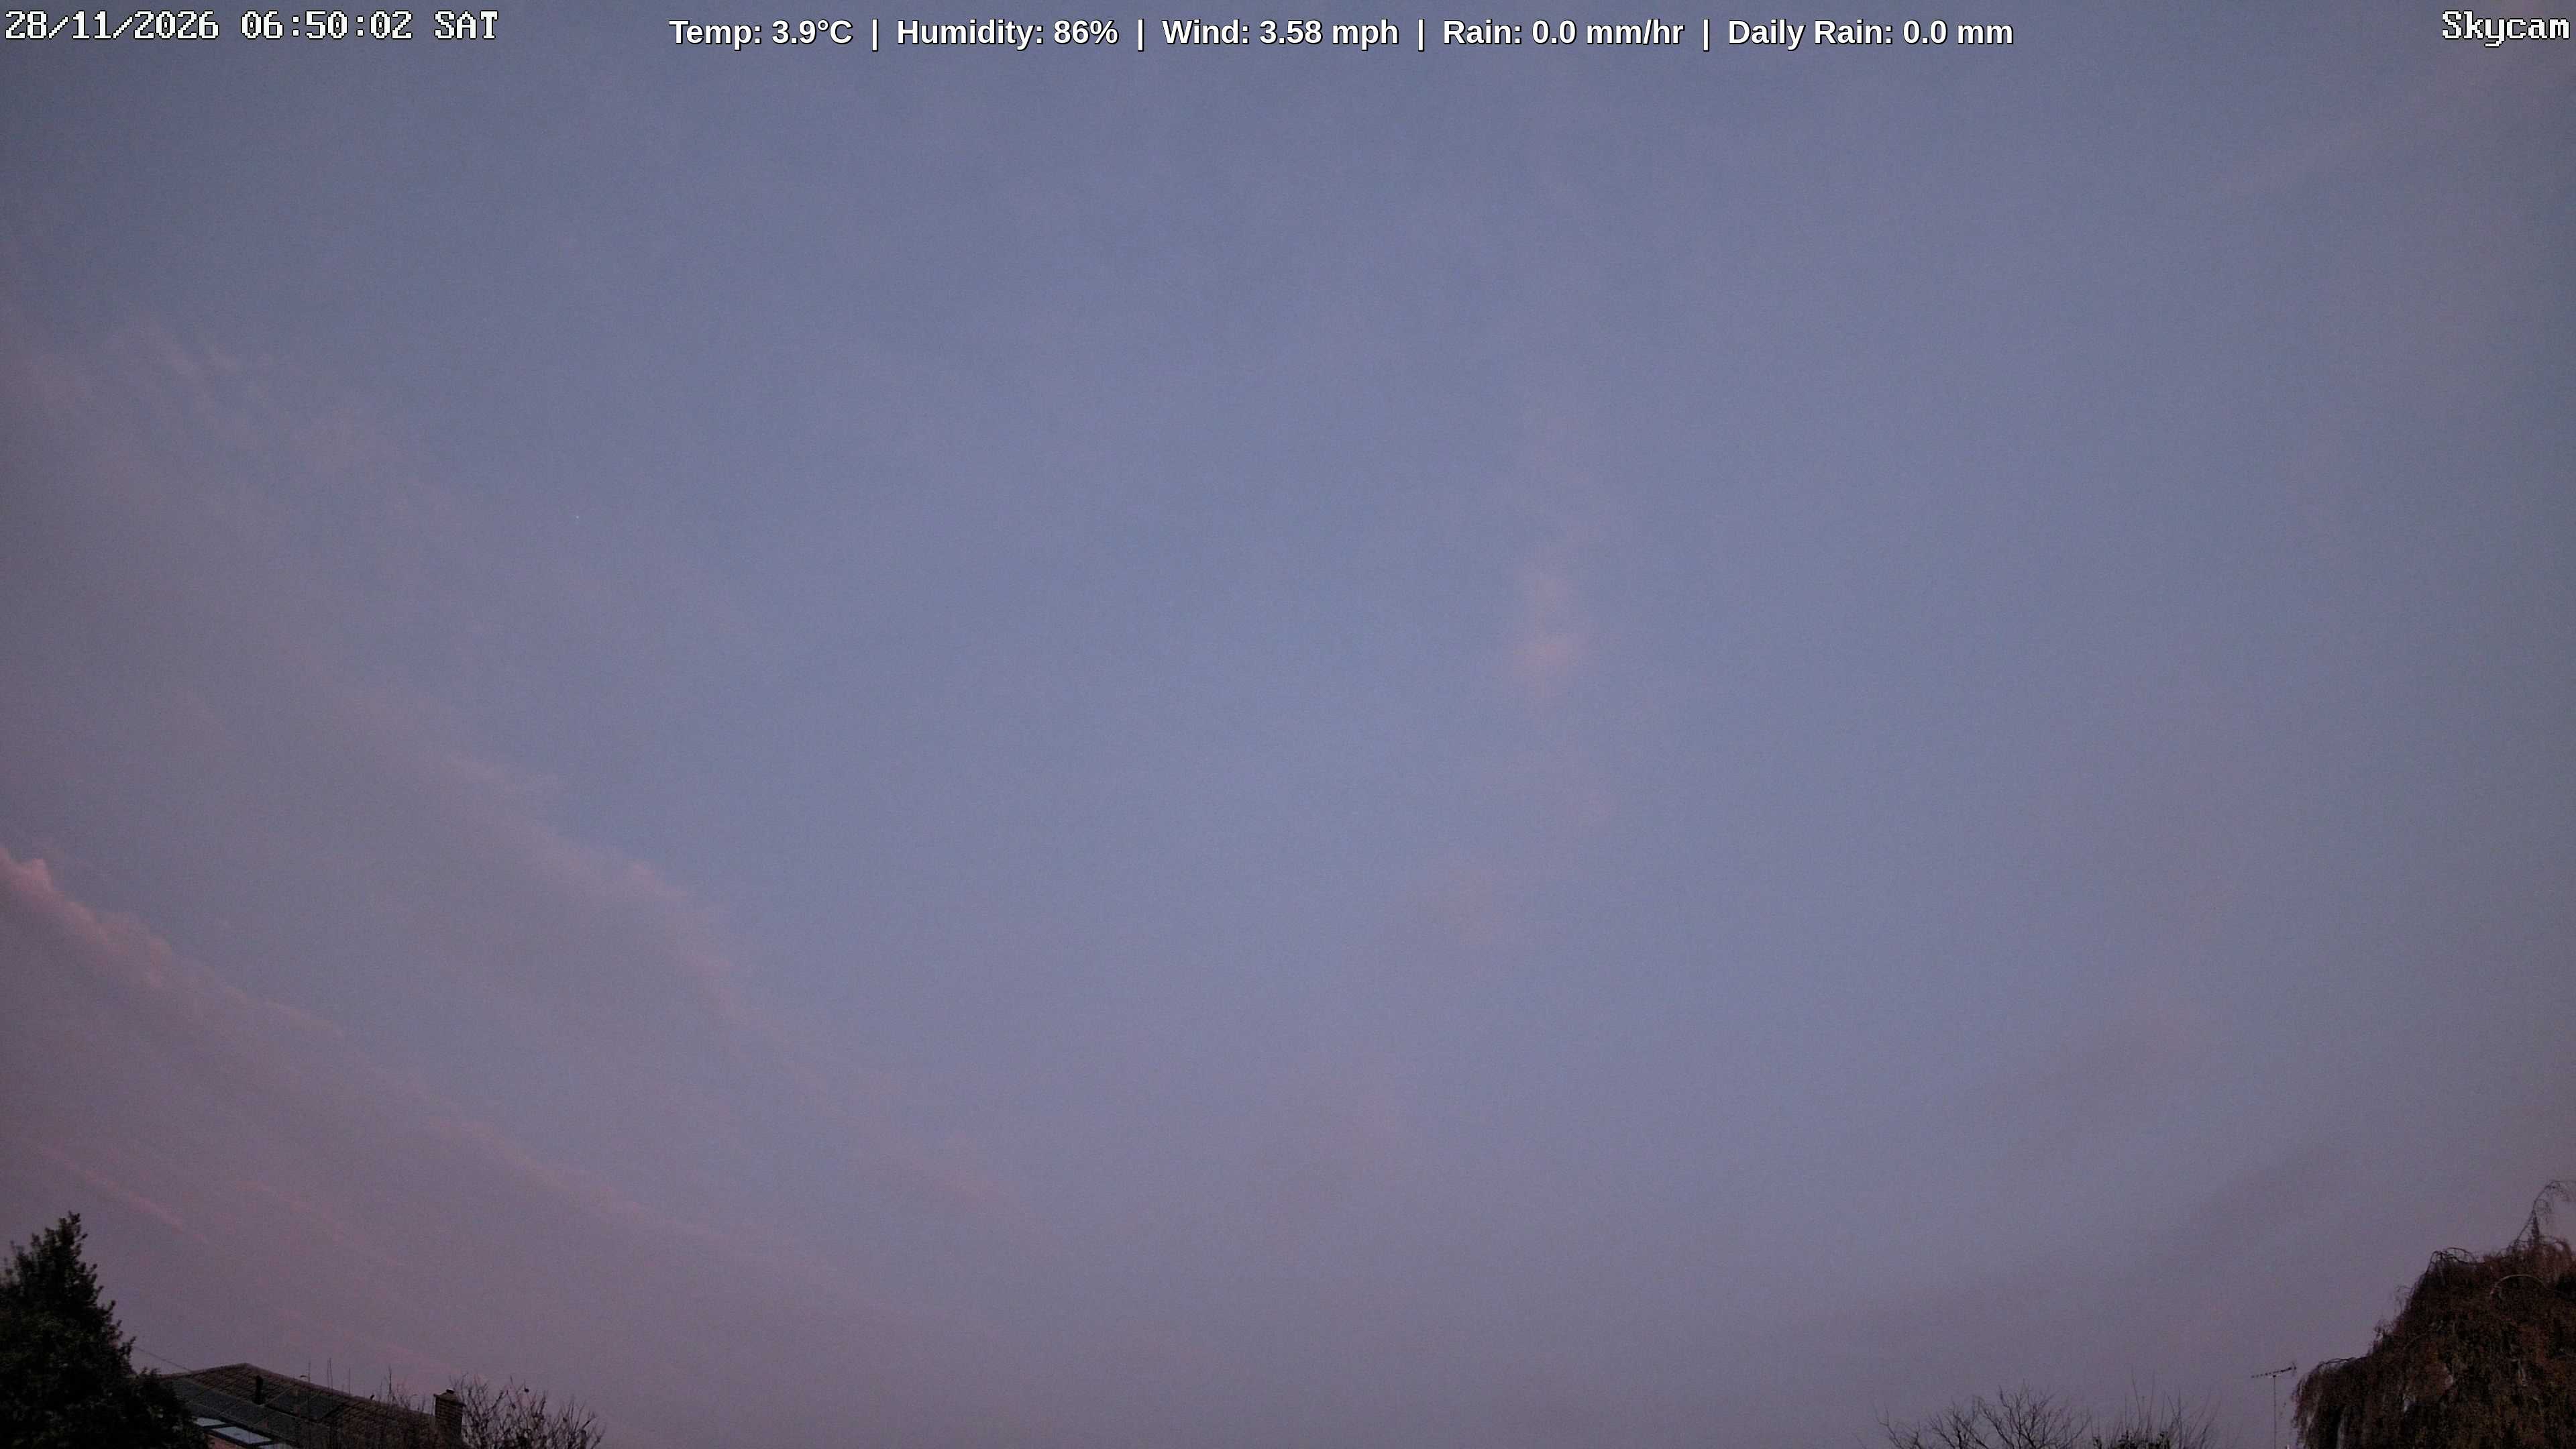 28/11/2026 06:50:02 SAT
Temp: 3.9°C | Humidity: 86% | Wind: 3.58 mph | Rain: 0.0 mm/hr | Daily Rain: 0.0 mm
Skycam